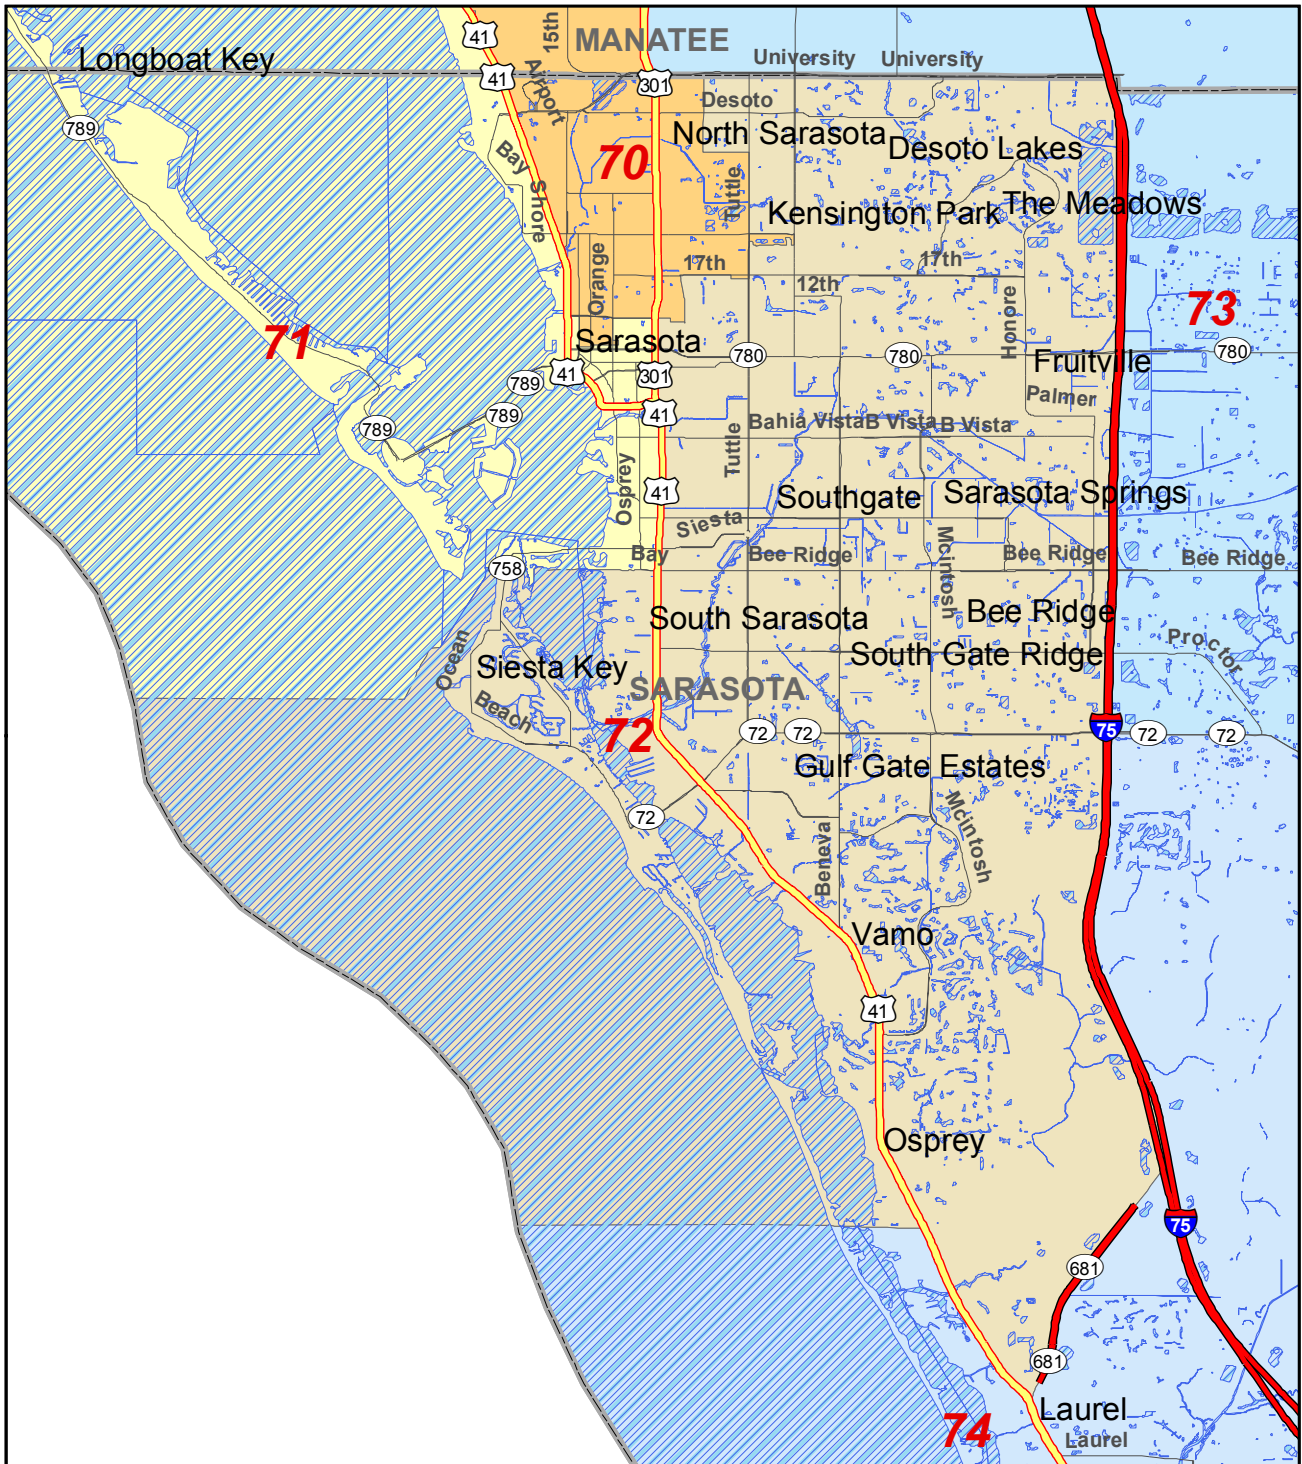 41
15th
MANATEE
University
University
Longboat Key
41
Airport
301
Desoto
789
North Sarasota
Desoto Lakes
Bay Shore
70
Tuttle
Kensington Park
The Meadows
17th
17th
12th
Orange
Honore
73
71
Sarasota
780
780
780
Fruitville
41
301
789
Palmer
789
41
789
Bahia Vista
B Vista
B Vista
Tuttle
Osprey
41
Southgate
Sarasota Springs
Siesta
Mcintosh
Bay
Bee Ridge
Bee Ridge
Bee Ridge
758
South Sarasota
Bee Ridge
Ocean
Siesta Key
South Gate Ridge
Proctor
SARASOTA
Beach
72
72
72
75
72
72
Gulf Gate Estates
72
Mcintosh
Beneva
Vamo
41
Osprey
75
681
681
Laurel
74
Laurel